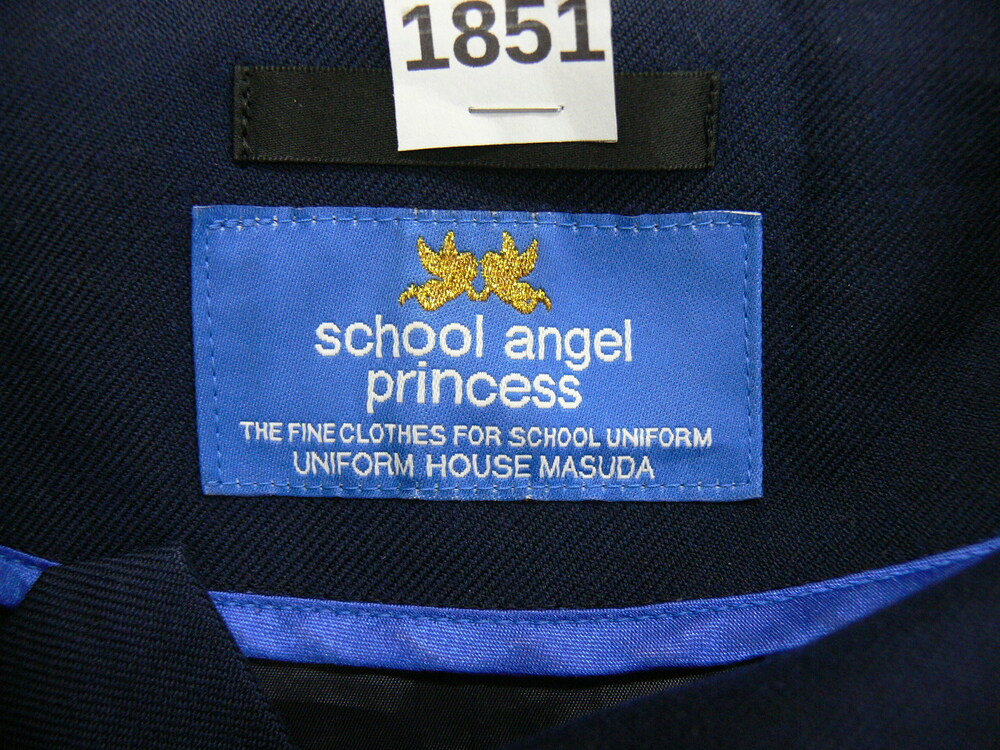 1851
school angel
princess
THE FINE CLOTHES FOR SCHOOL UNIFORM
UNIFORM HOUSE MASUDA